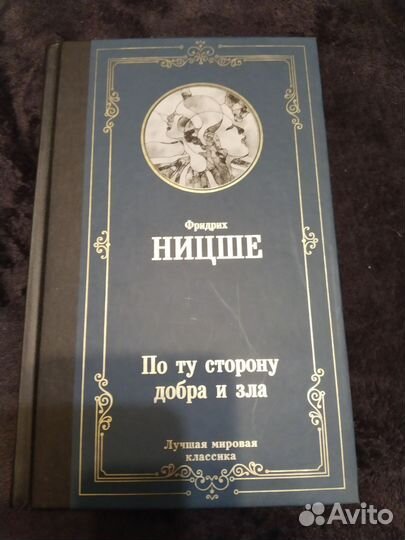 Фридрих
НИЦШЕ
По ту сторону
добра и зла
Лучшая мировая
классика
Avito